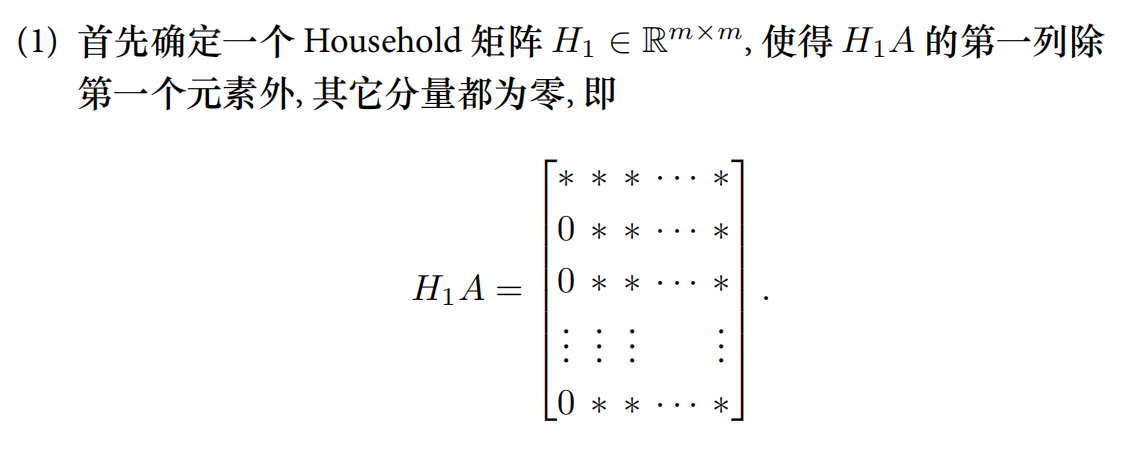 (1) 首先确定一个 Household 矩阵 H₁ ∈ ℝᵐˣᵐ, 使得 H₁A 的第一列除
第一个元素外, 其它分量都为零, 即
∗ ∗ ∗ ⋯ ∗
0 ∗ ∗ ⋯ ∗
H₁A = 0 ∗ ∗ ⋯ ∗ .
⋮ ⋮ ⋮ ⋮
0 ∗ ∗ ⋯ ∗